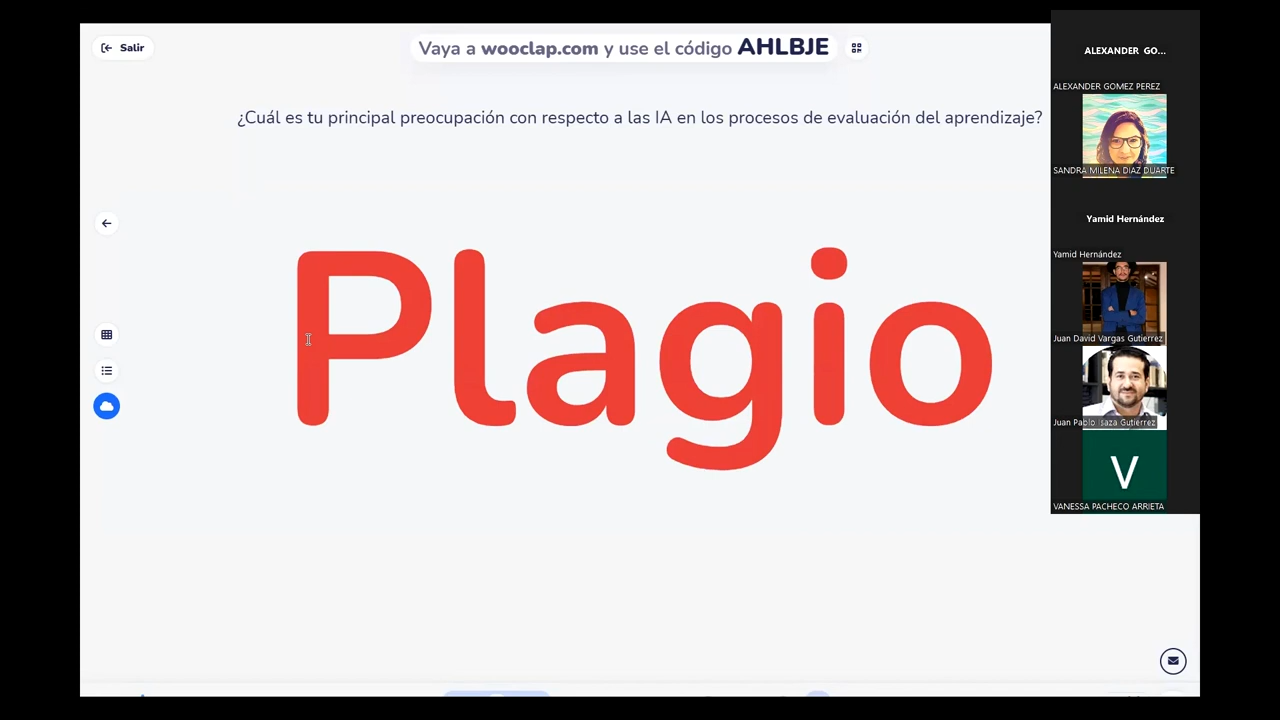 Salir
Vaya a wooclap.com y use el código AHLBJE
¿Cuál es tu principal preocupación con respecto a las IA en los procesos de evaluación del aprendizaje?
Plagio
ALEXANDER GO...
ALEXANDER GOMEZ PEREZ
SANDRA MILENA DIAZ DUARTE
Yamid Hernández
Yamid Hernández
Juan David Vargas Gutiérrez
Juan Pablo Isaza Gutiérrez
V
VANESSA PACHECO ARRIETA